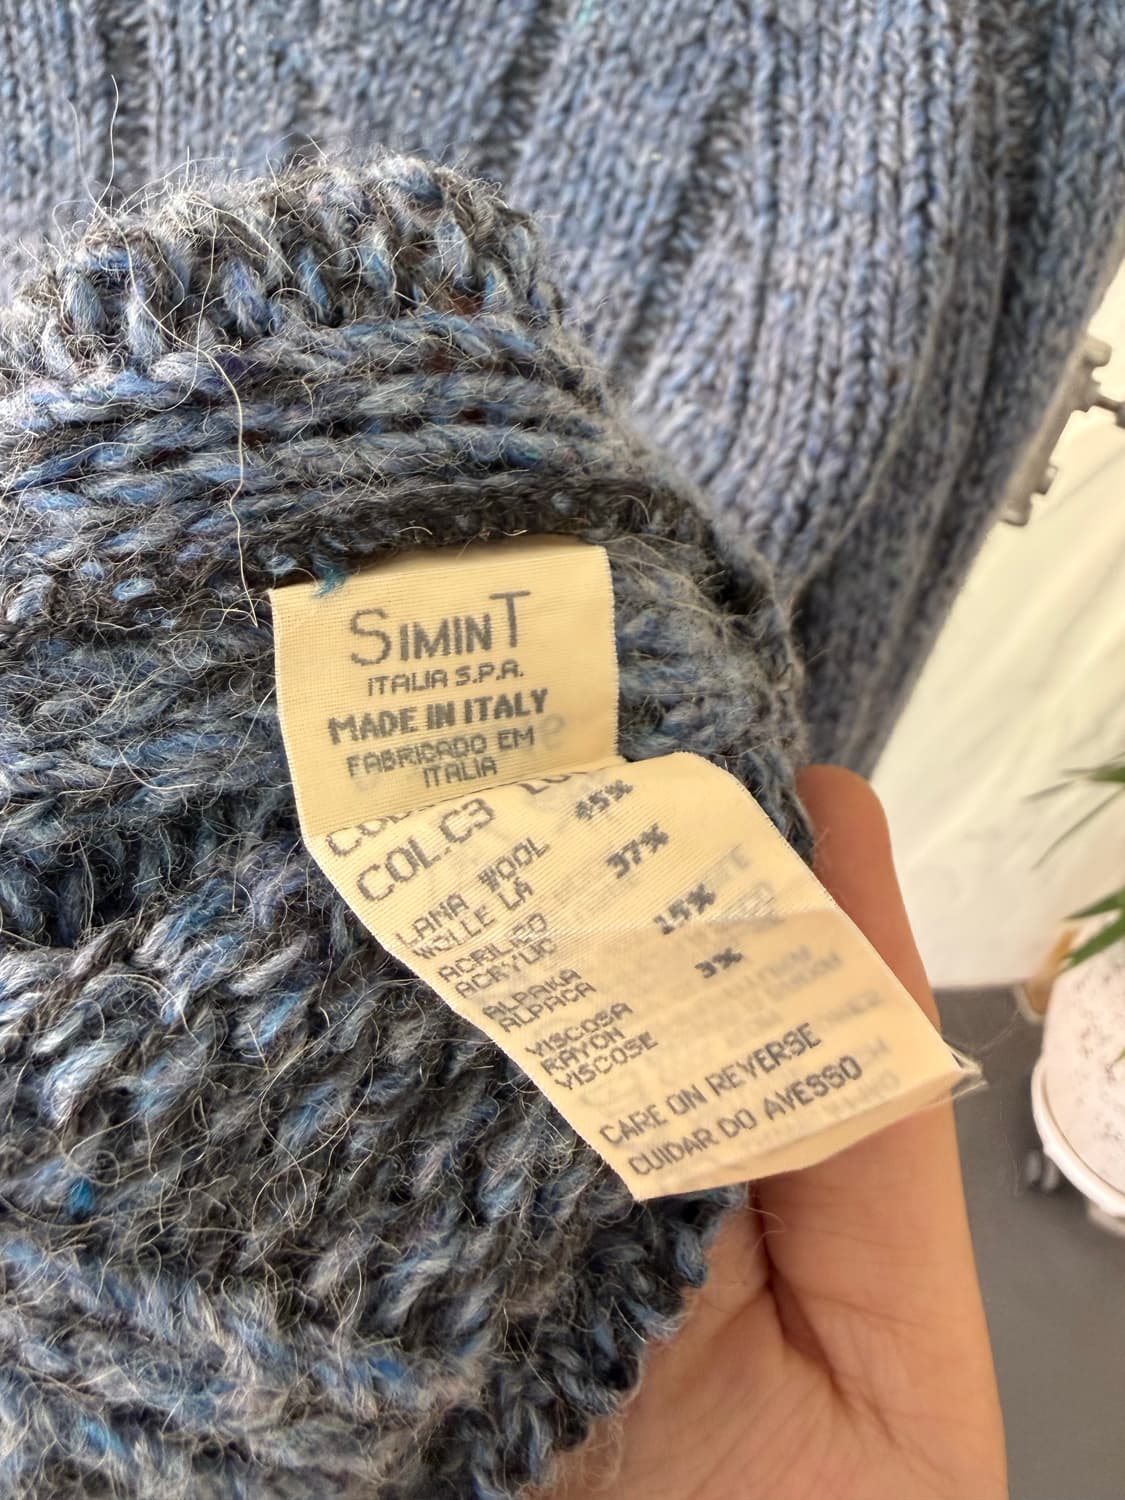 SIMINT
ITALIA S.P.A.
MADE IN ITALY
FABRICADO EM
ITALIA
COL.C3
LANA WOOL 45%
WOLLE LÃ
ACRILICO 37%
ACRYLIC
ALPAKA 15%
ALPACA
VISCOSA 3%
RAYON
VISCOSE
CARE ON REVERSE
CUIDAR DO AVESSO